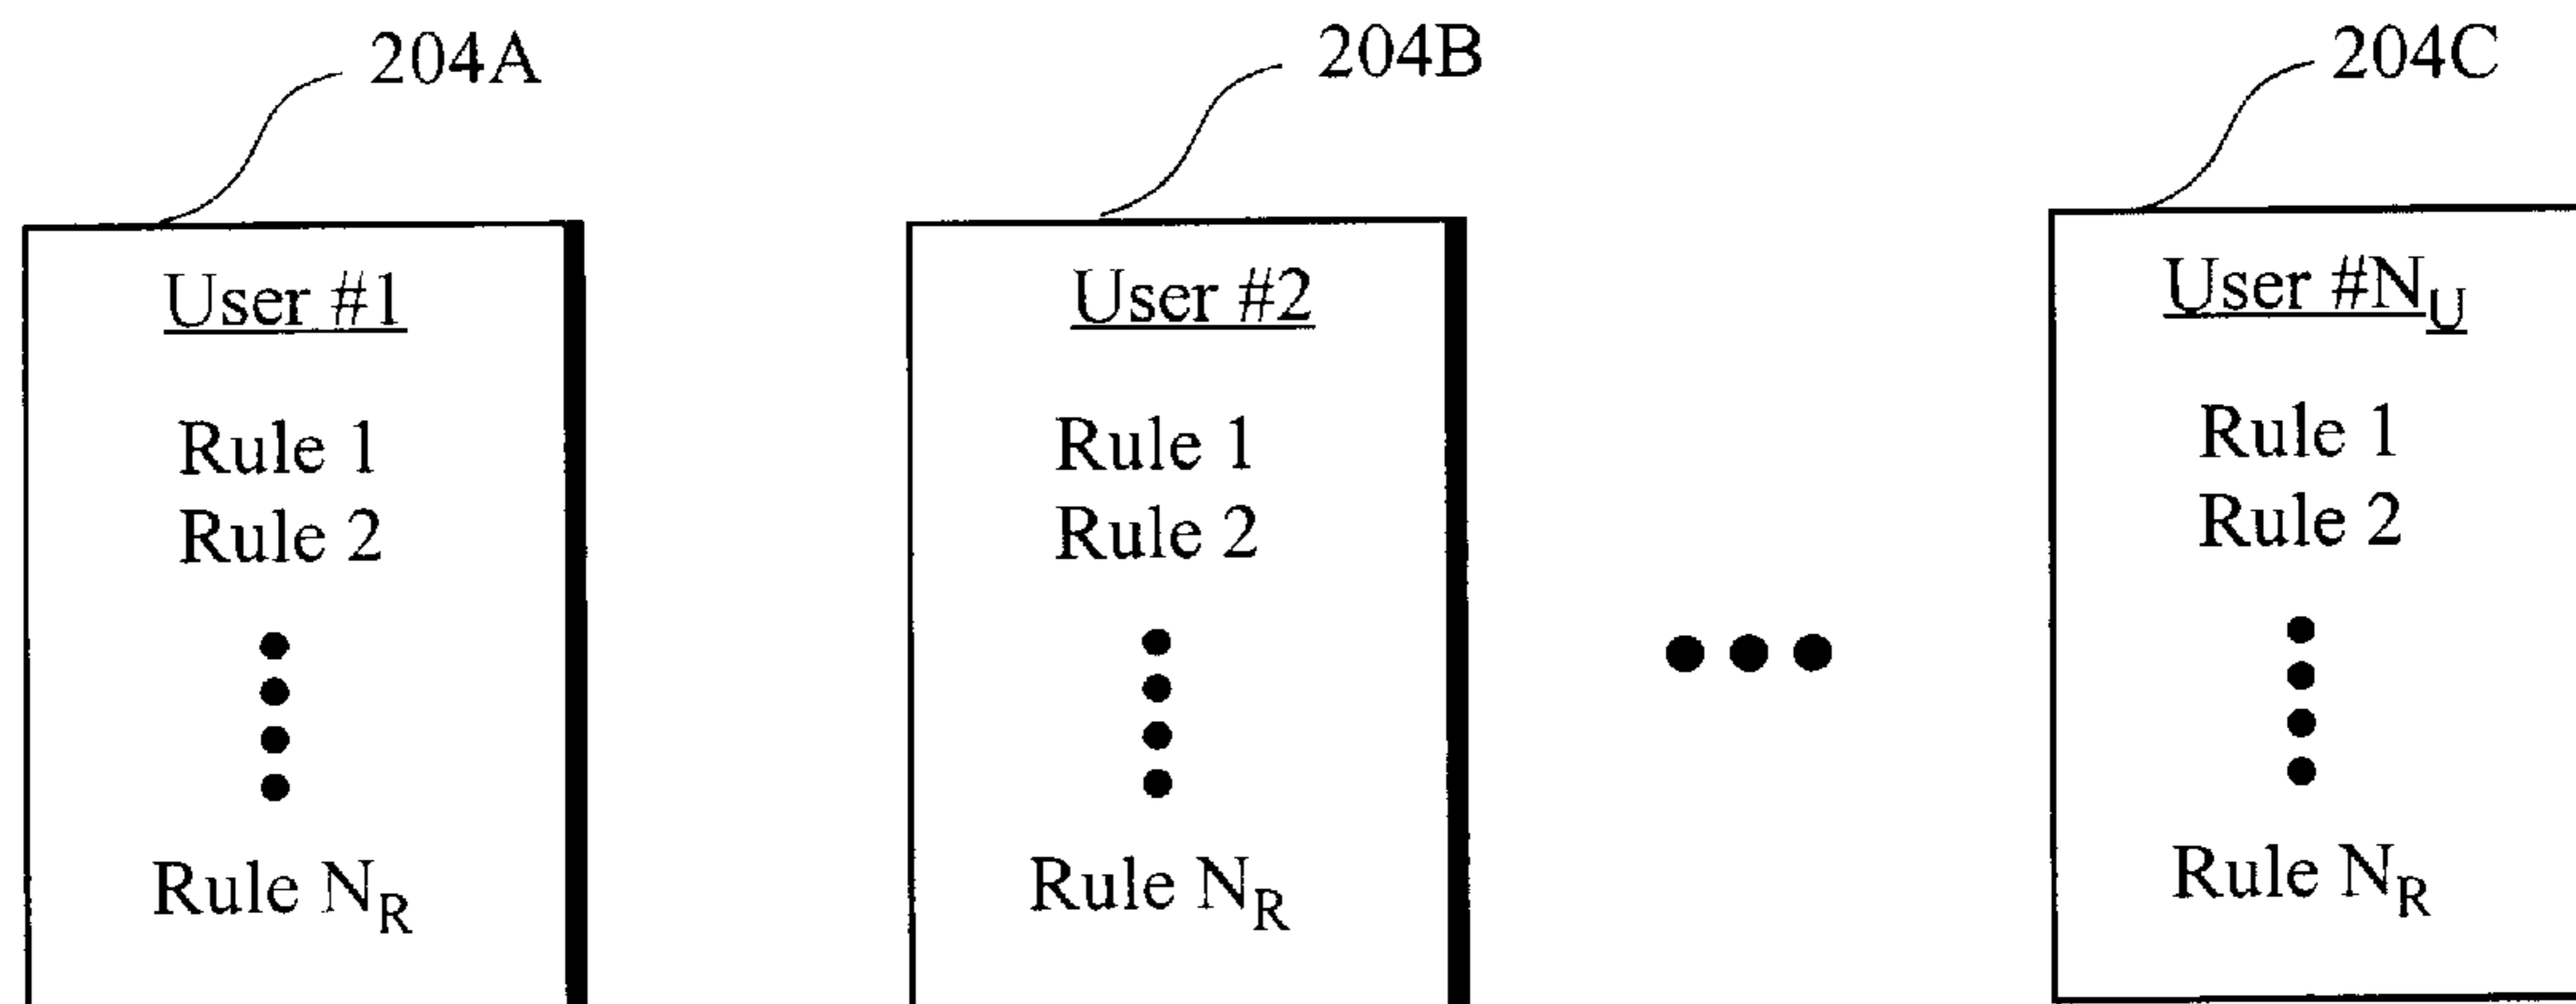 204A
204B
204C
User #1
Rule 1
Rule 2
Rule N_R
User #2
Rule 1
Rule 2
Rule N_R
User #N_U
Rule 1
Rule 2
Rule N_R